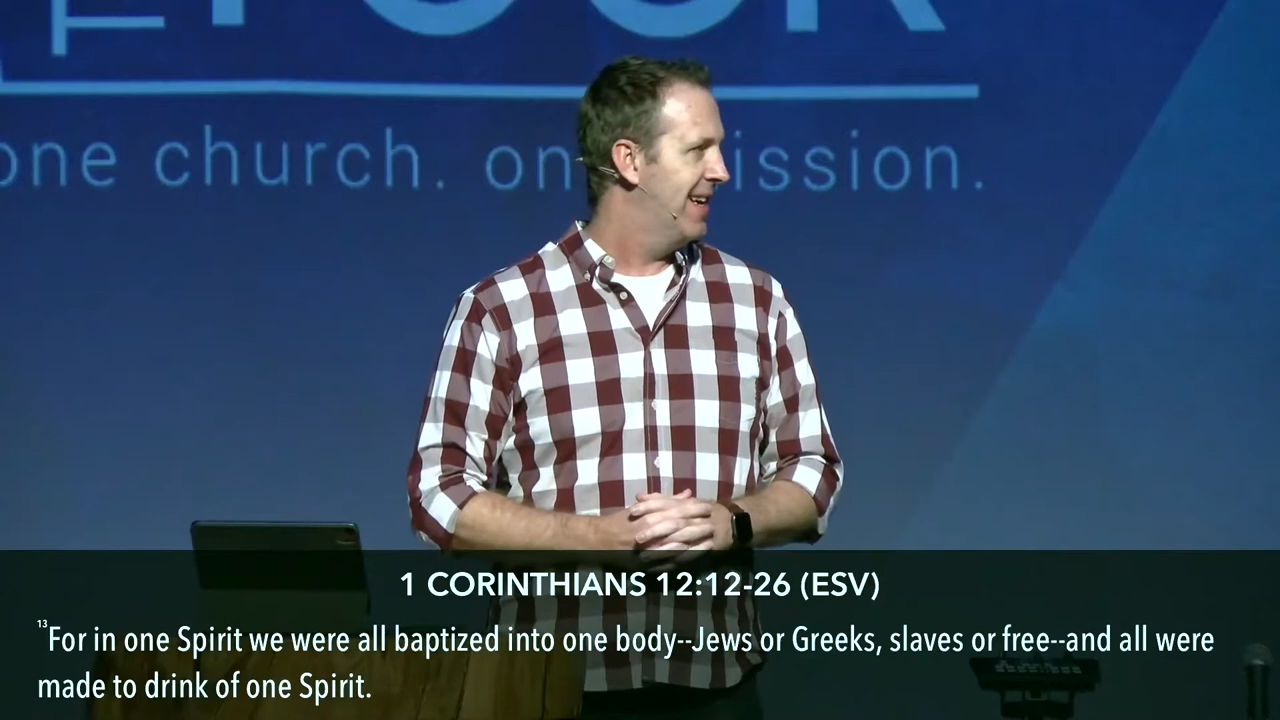 one church. on ission.
1 CORINTHIANS 12:12-26 (ESV)
13For in one Spirit we were all baptized into one body--Jews or Greeks, slaves or free--and all were
made to drink of one Spirit.